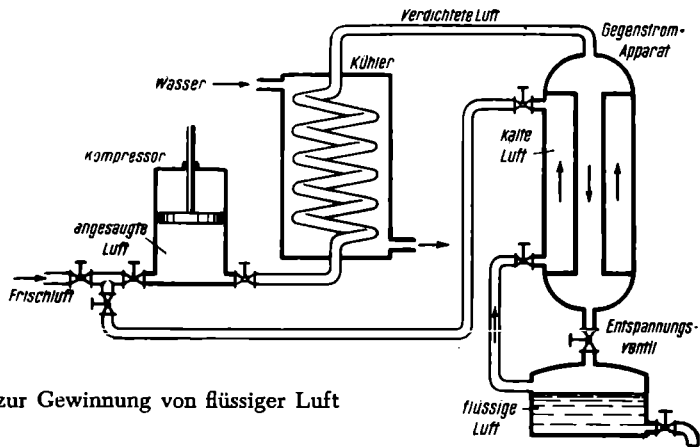 Verdichtete Luft
Gegenstrom-
Apparat
Kühler
Wasser
Kompressor
kalte
Luft
angesaugte
Luft
Frischluft
Entspannungs-
ventil
flüssige
Luft
zur Gewinnung von flüssiger Luft